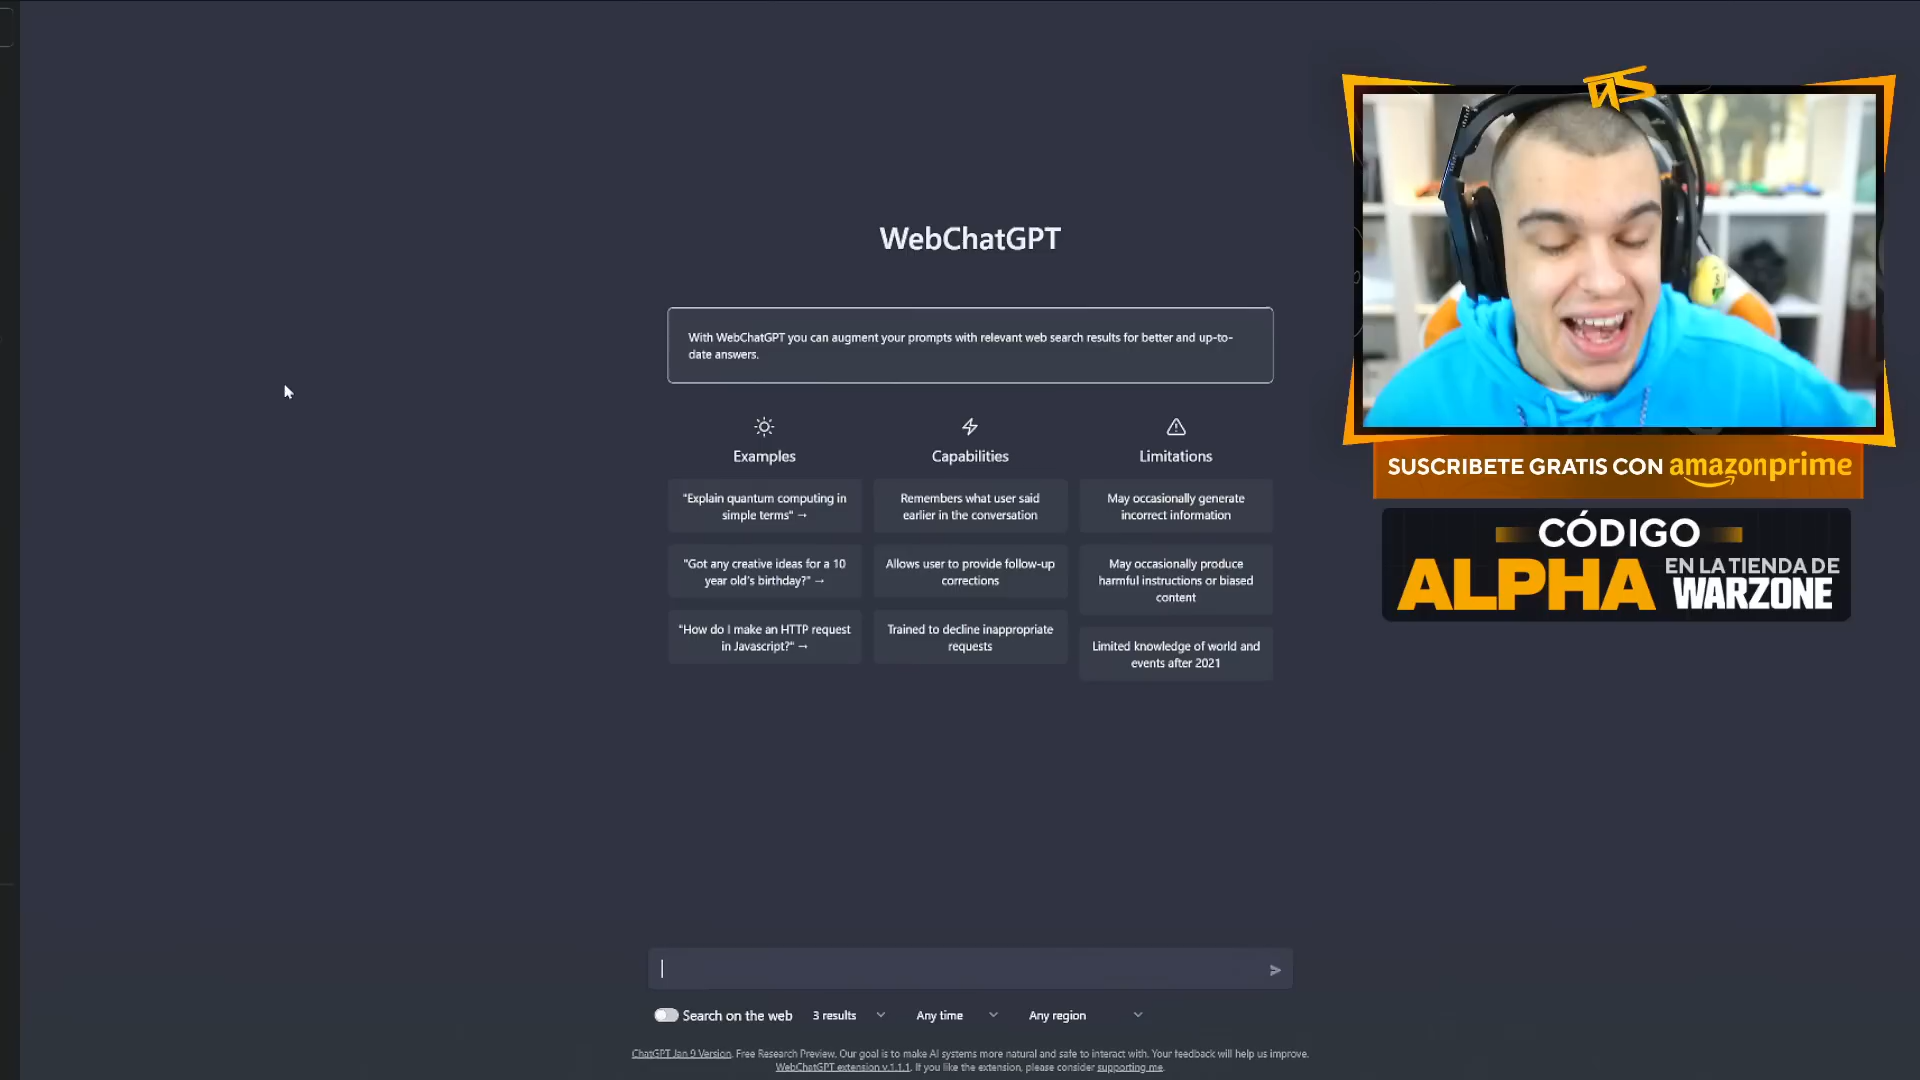 WebChatGPT
With WebChatGPT you can augment your prompts with relevant web search results for better and up-to-
date answers.
Examples
"Explain quantum computing in
simple terms" →
"Got any creative ideas for a 10
year old's birthday?" →
"How do I make an HTTP request
in Javascript?" →
Capabilities
Remembers what user said
earlier in the conversation
Allows user to provide follow-up
corrections
Trained to decline inappropriate
requests
Limitations
May occasionally generate
incorrect information
May occasionally produce
harmful instructions or biased
content
Limited knowledge of world and
events after 2021
Search on the web
3 results
Any time
Any region
ChatGPT Jan 9 Version. Free Research Preview. Our goal is to make AI systems more natural and safe to interact with. Your feedback will help us improve.
WebChatGPT extension v.1.1.1. If you like the extension, please consider supporting me.
SUSCRIBETE GRATIS CON amazonprime
CÓDIGO
ALPHA EN LA TIENDA DE
WARZONE